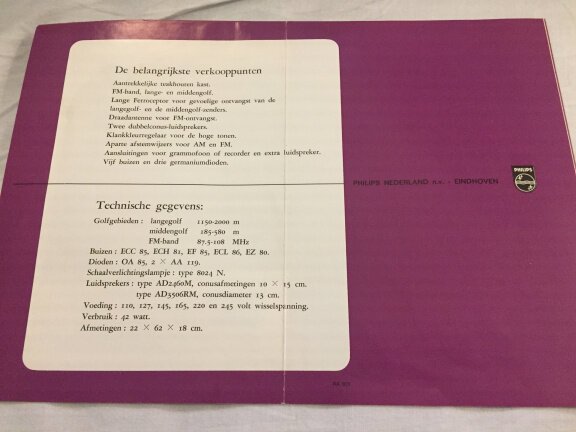 De belangrijkste verkooppunten
Aantrekkelijke teakhouten kast.
FM-band, lange- en middengolf.
Lange Ferroceptor voor gevoelige ontvangst van de
langegolf- en de middengolf-zenders.
Draadantenne voor FM-ontvangst.
Twee dubbelconus-luidsprekers.
Klankkleurregelaar voor de hoge tonen.
Aparte afstemwijzers voor AM en FM.
Aansluitingen voor grammofoon of recorder en extra luidspreker.
Vijf buizen en drie germaniumdioden.
PHILIPS NEDERLAND n.v. - EINDHOVEN
PHILIPS
Technische gegevens:
Golfgebieden : langegolf 1150-2000 m
middengolf 185-580 m
FM-band 87.5-108 MHz
Buizen : ECC 85, ECH 81, EF 85, ECL 86, EZ 80.
Dioden : OA 85, 2 × AA 119.
Schaalverlichtingslampje : type 8024 N.
Luidsprekers : type AD2460M, conusafmetingen 10 × 15 cm.
type AD3506RM, conusdiameter 13 cm.
Voeding : 110, 127, 145, 165, 220 en 245 volt wisselspanning.
Verbruik : 42 watt.
Afmetingen : 22 × 62 × 18 cm.